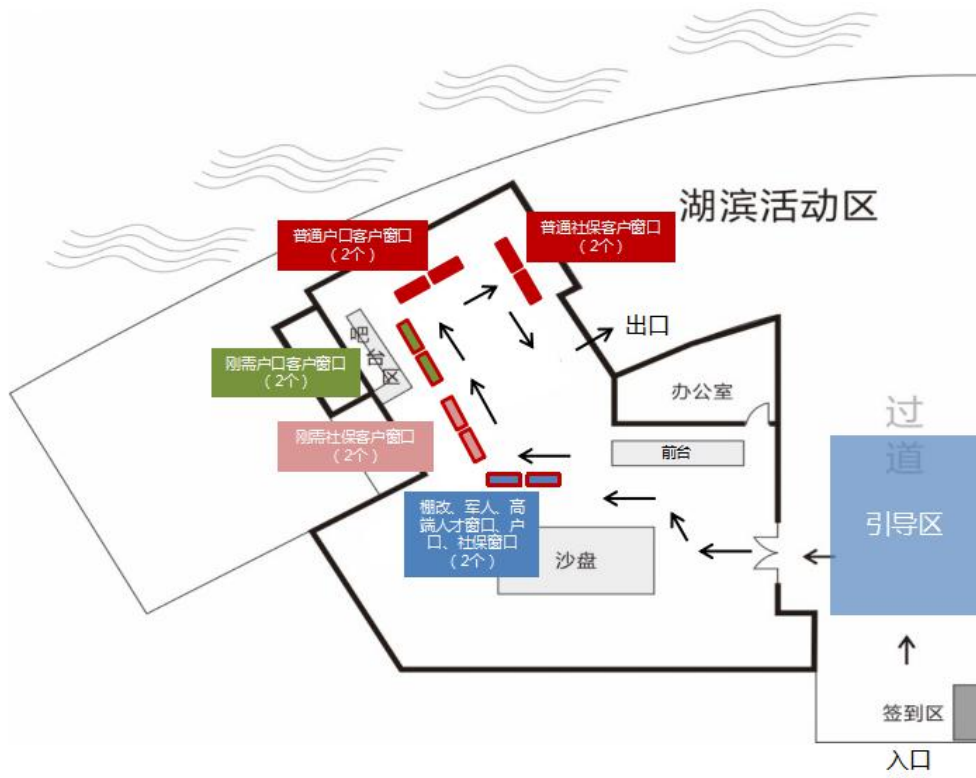 湖滨活动区
普通户口客户窗口
（2个）
普通社保客户窗口
（2个）
出口
吧台区
刚需户口客户窗口
（2个）
办公室
过道
刚需社保客户窗口
（2个）
前台
棚改、军人、高
端人才窗口、户
口、社保窗口
（2个）
引导区
沙盘
签到区
入口